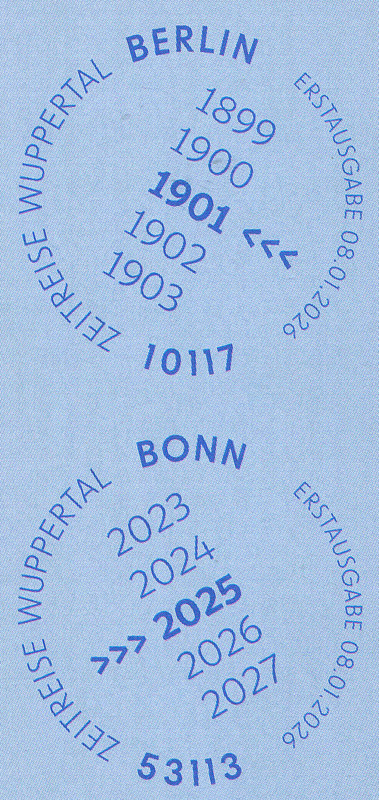 BERLIN
ZEITREISE WUPPERTAL
ERSTAUSGABE 08.01.2026
1899
1900
1901 <<<
1902
1903
10117
BONN
ZEITREISE WUPPERTAL
ERSTAUSGABE 08.01.2026
2023
2024
>>> 2025
2026
2027
53113